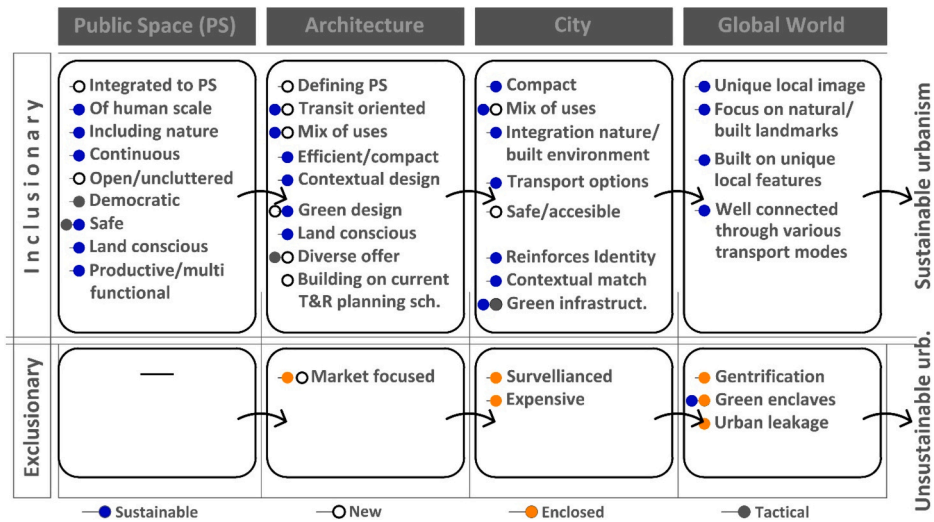 Public Space (PS)
Architecture
City
Global World
Inclusionary
Integrated to PS
Of human scale
Including nature
Continuous
Open/uncluttered
Democratic
Safe
Land conscious
Productive/multi
functional
Defining PS
Transit oriented
Mix of uses
Efficient/compact
Contextual design
Green design
Land conscious
Diverse offer
Building on current
T&R planning sch.
Compact
Mix of uses
Integration nature/
built environment
Transport options
Safe/accesible
Reinforces Identity
Contextual match
Green infrastruct.
Unique local image
Focus on natural/
built landmarks
Built on unique
local features
Well connected
through various
transport modes
Sustainable urbanism
Exclusionary
Market focused
Survellianced
Expensive
Gentrification
Green enclaves
Urban leakage
Unsustainable urb.
Sustainable
New
Enclosed
Tactical